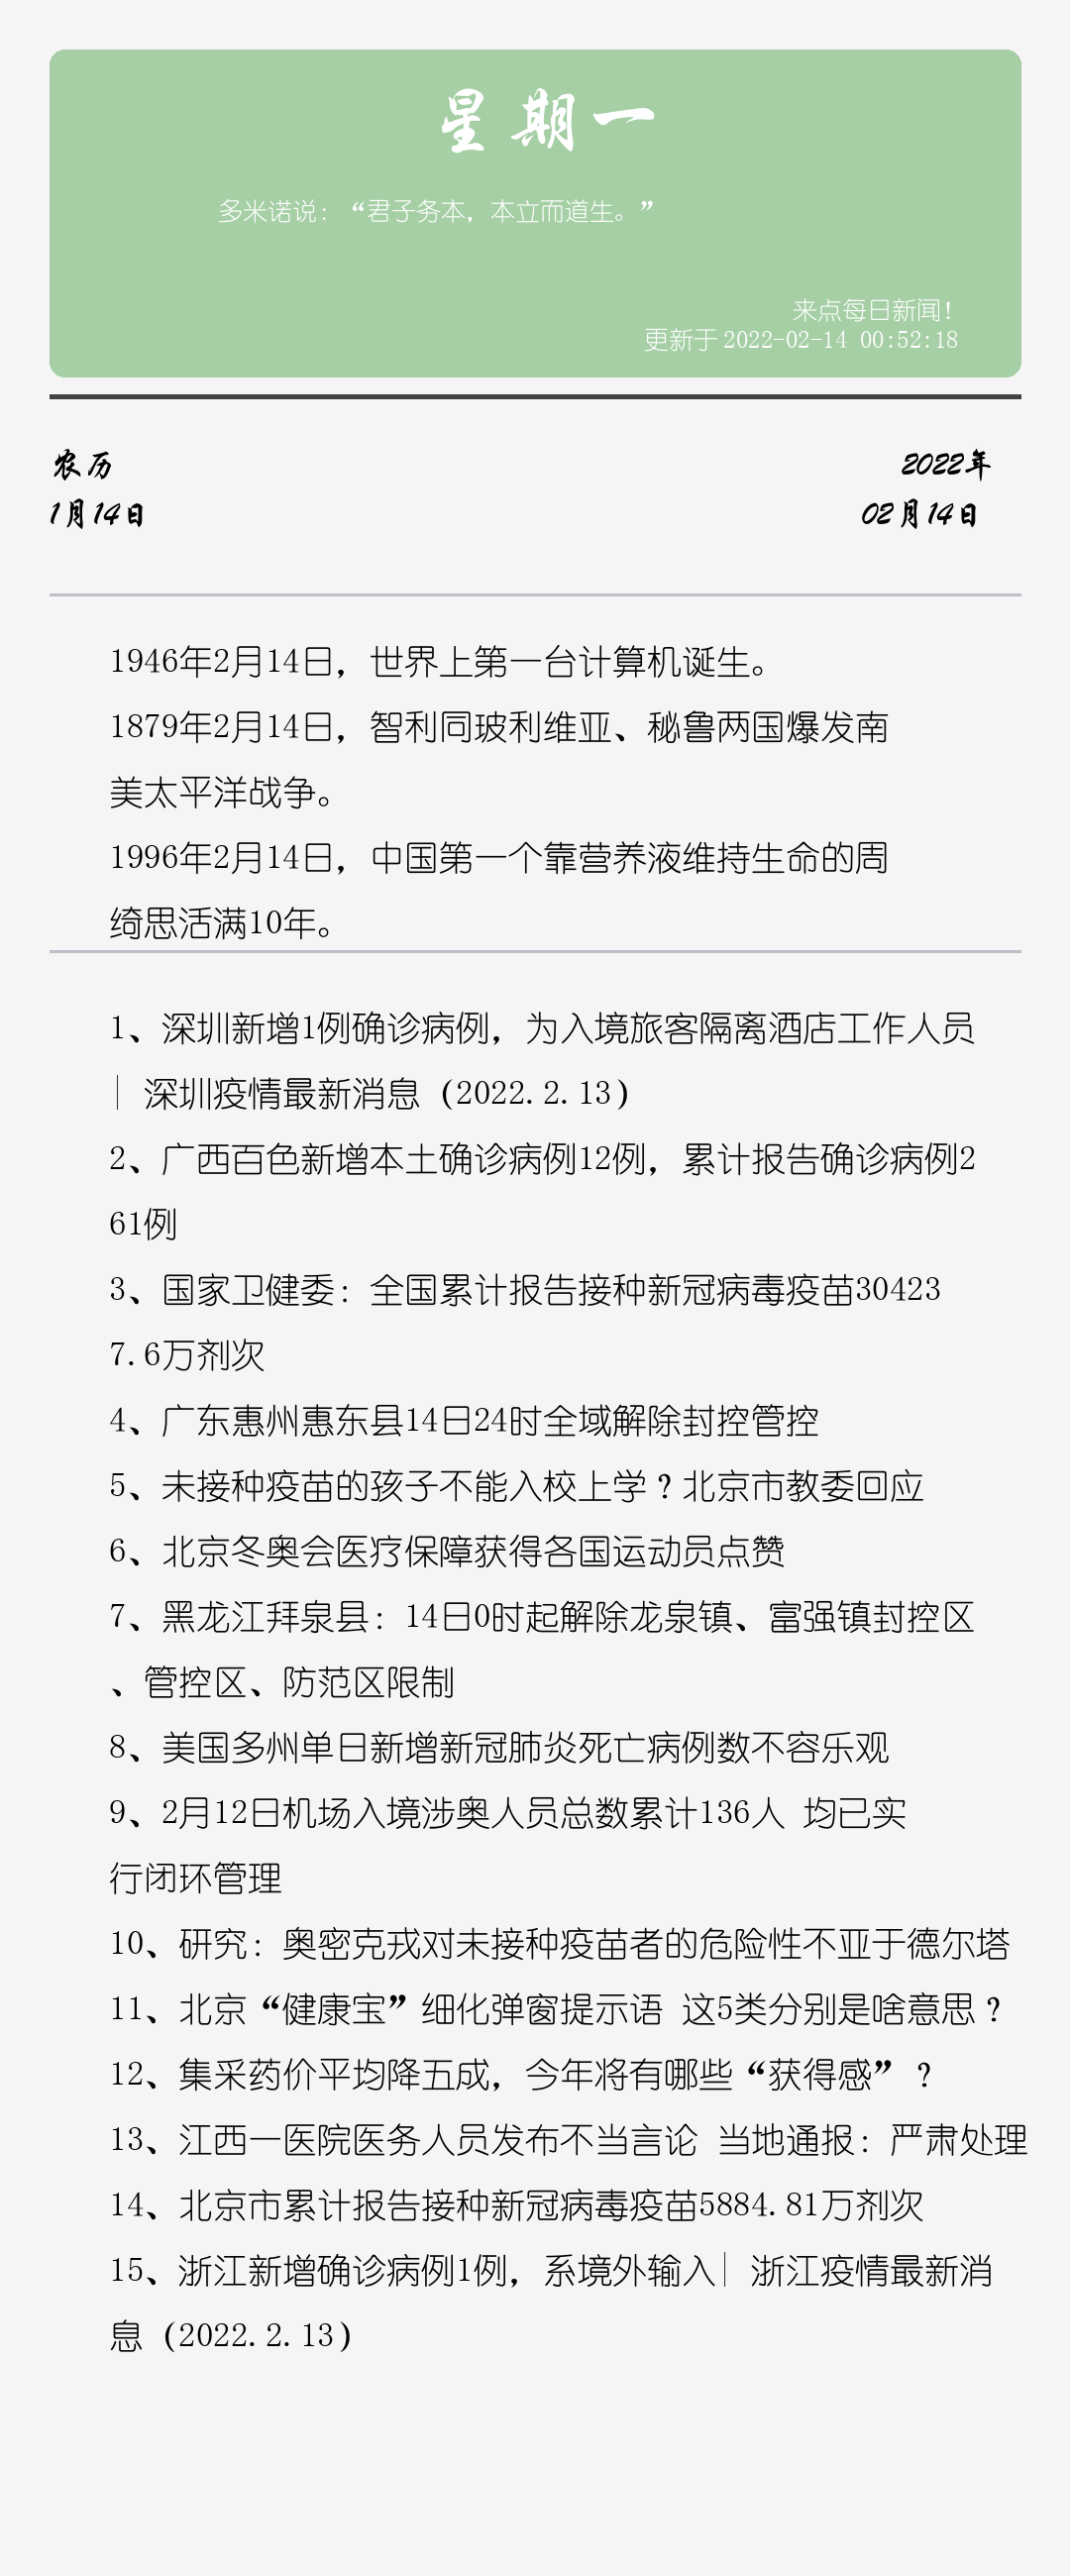 星期一
多米诺说：“君子务本，本立而道生。”
来点每日新闻！
更新于 2022-02-14 00:52:18
农历
2022年
1月14日
02月14日
1946年2月14日，世界上第一台计算机诞生。
1879年2月14日，智利同玻利维亚、秘鲁两国爆发南
美太平洋战争。
1996年2月14日，中国第一个靠营养液维持生命的周
绮思活满10年。
1、深圳新增1例确诊病例，为入境旅客隔离酒店工作人员
| 深圳疫情最新消息（2022.2.13）
2、广西百色新增本土确诊病例12例，累计报告确诊病例2
61例
3、国家卫健委：全国累计报告接种新冠病毒疫苗30423
7.6万剂次
4、广东惠州惠东县14日24时全域解除封控管控
5、未接种疫苗的孩子不能入校上学？北京市教委回应
6、北京冬奥会医疗保障获得各国运动员点赞
7、黑龙江拜泉县：14日0时起解除龙泉镇、富强镇封控区
、管控区、防范区限制
8、美国多州单日新增新冠肺炎死亡病例数不容乐观
9、2月12日机场入境涉奥人员总数累计136人 均已实
行闭环管理
10、研究：奥密克戎对未接种疫苗者的危险性不亚于德尔塔
11、北京“健康宝”细化弹窗提示语 这5类分别是啥意思？
12、集采药价平均降五成，今年将有哪些“获得感”？
13、江西一医院医务人员发布不当言论 当地通报：严肃处理
14、北京市累计报告接种新冠病毒疫苗5884.81万剂次
15、浙江新增确诊病例1例，系境外输入| 浙江疫情最新消
息（2022.2.13）